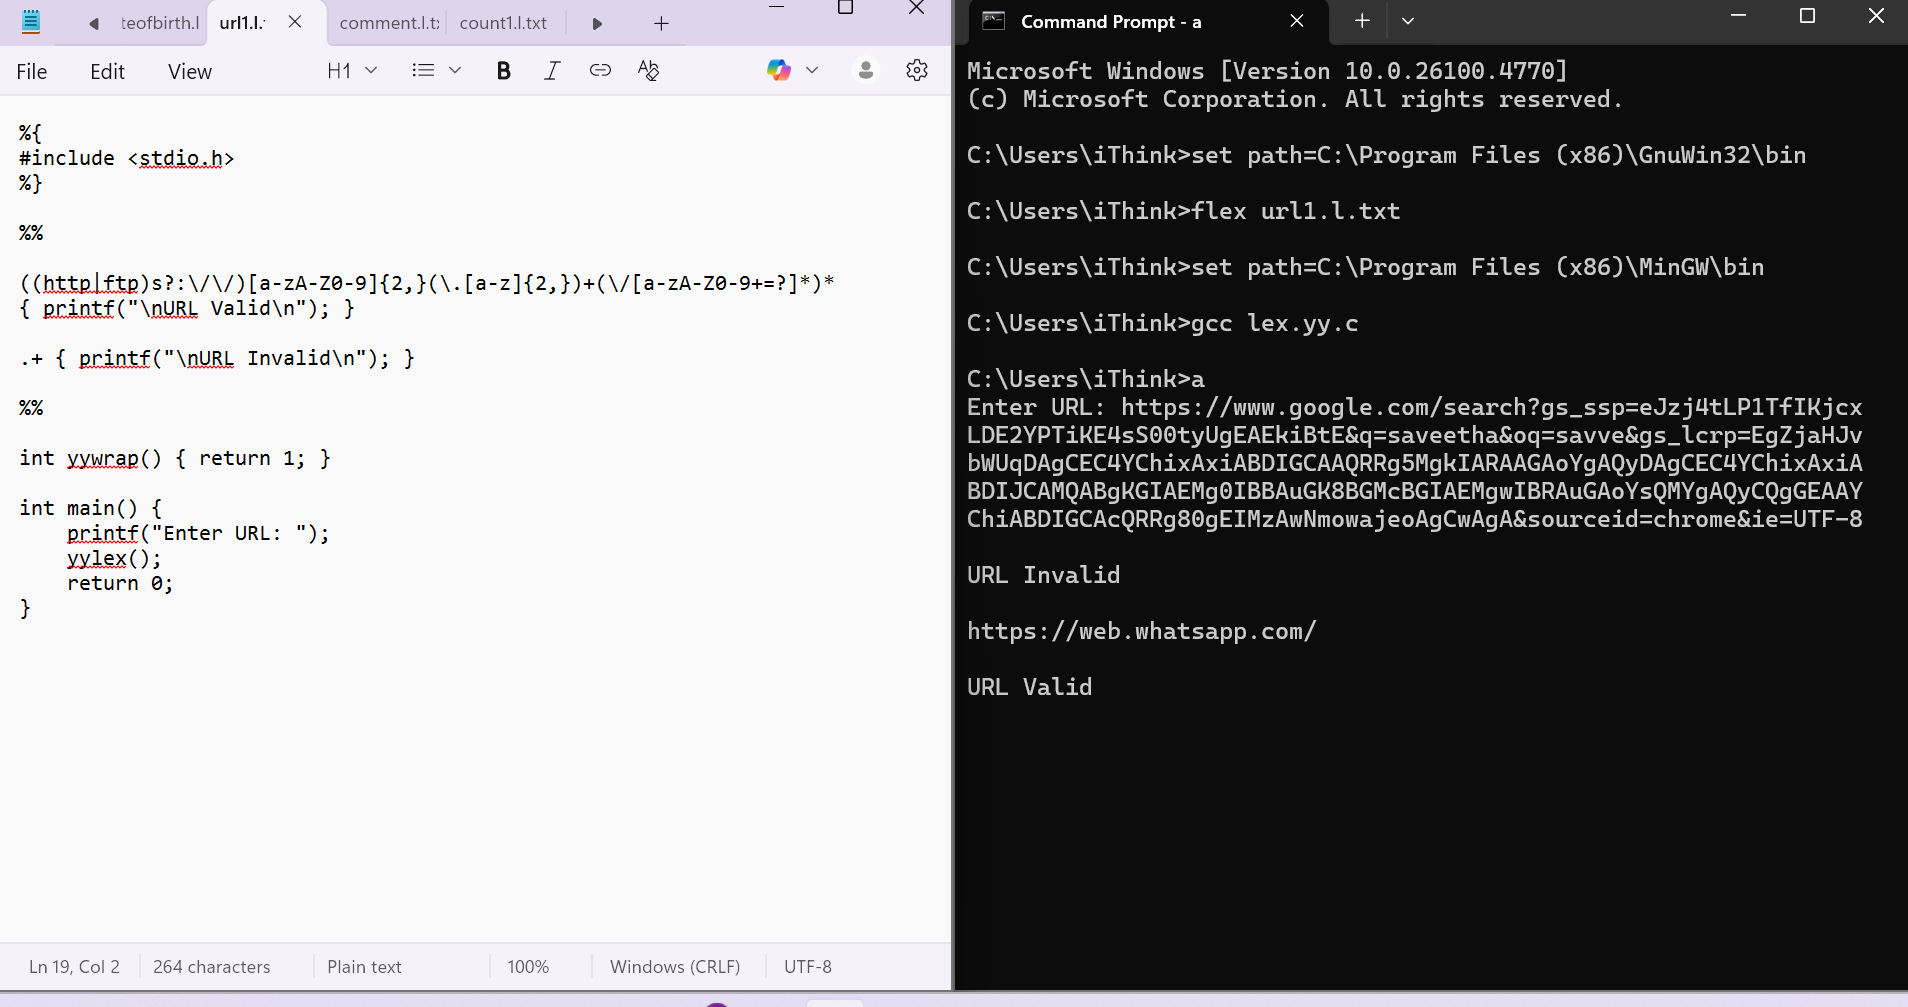 teofbirth.l
url1.l.
comment.l.t
count1.l.txt
File Edit View
H1
B I
%{
#include <stdio.h>
%}
%%
((http|ftp)s?:\/\/)[a-zA-Z0-9]{2,}(\.[a-z]{2,})+(\/[a-zA-Z0-9+=?]*)*
{ printf("\nURL Valid\n"); }
.+ { printf("\nURL Invalid\n"); }
%%
int yywrap() { return 1; }
int main() {
    printf("Enter URL: ");
    yylex();
    return 0;
}
Ln 19, Col 2
264 characters
Plain text
100%
Windows (CRLF)
UTF-8
Command Prompt - a
Microsoft Windows [Version 10.0.26100.4770]
(c) Microsoft Corporation. All rights reserved.
C:\Users\iThink>set path=C:\Program Files (x86)\GnuWin32\bin
C:\Users\iThink>flex url1.l.txt
C:\Users\iThink>set path=C:\Program Files (x86)\MinGW\bin
C:\Users\iThink>gcc lex.yy.c
C:\Users\iThink>a
Enter URL: https://www.google.com/search?gs_ssp=eJzj4tLP1TfIKjcx
LDE2YPTiKE4sS00tyUgEAEkiBtE&q=saveetha&oq=savve&gs_lcrp=EgZjaHJv
bWUqDAgCEC4YChixAxiABDIGCAAQRRg5MgkIARAAGAoYgAQyDAgCEC4YChixAxiA
BDIJCAMQABgKGIAEMg0IBBAuGK8BGMcBGIAEMgwIBRAuGAoYsQMYgAQyCQgGEAAY
ChiABDIGCAcQRRg80gEIMzAwNmowajeoAgCwAgA&sourceid=chrome&ie=UTF-8
URL Invalid
https://web.whatsapp.com/
URL Valid